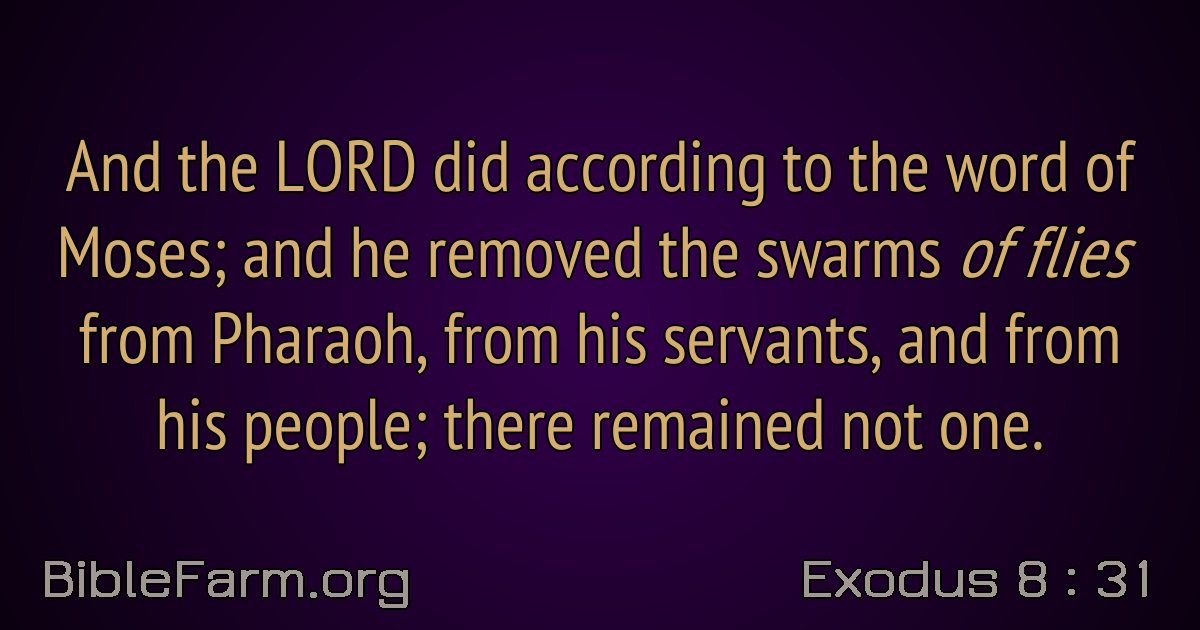 And the LORD did according to the word of
Moses; and he removed the swarms of flies
from Pharaoh, from his servants, and from
his people; there remained not one.
BibleFarm.org
Exodus 8 : 31